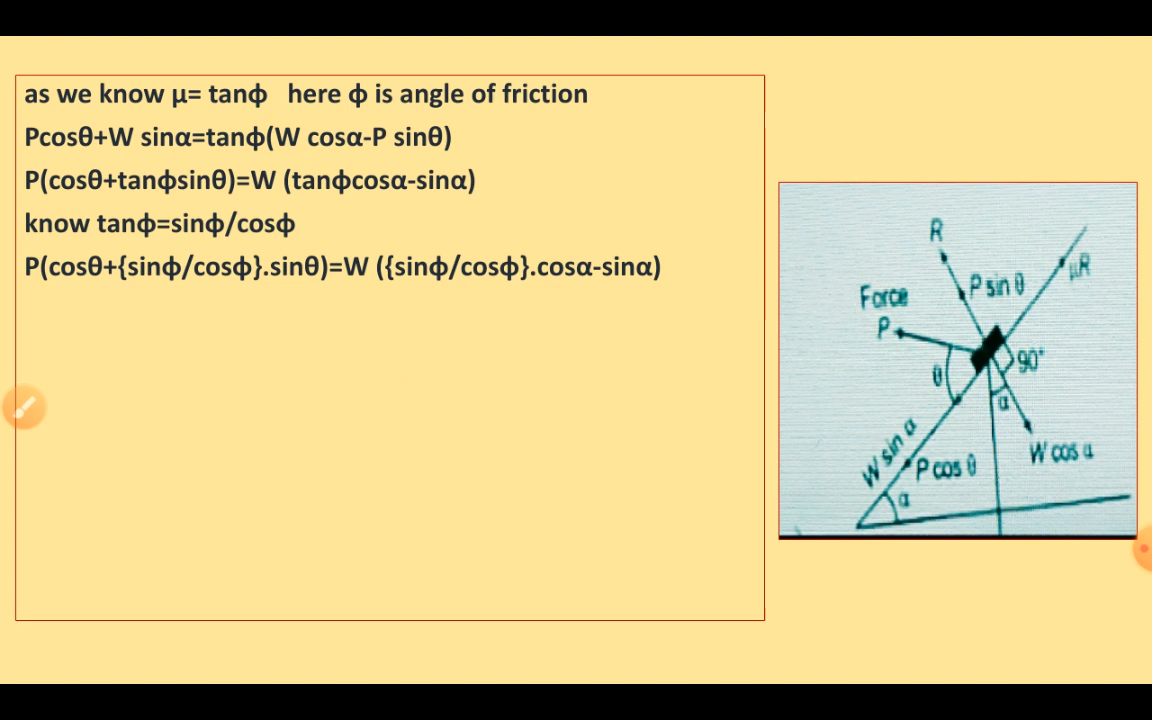 as we know μ= tanϕ   here ϕ is angle of friction
Pcosθ+W sinα=tanϕ(W cosα-P sinθ)
P(cosθ+tanϕsinθ)=W (tanϕcosα-sinα)
know tanϕ=sinϕ/cosϕ
P(cosθ+{sinϕ/cosϕ}.sinθ)=W ({sinϕ/cosϕ}.cosα-sinα)
R
μR
P sin θ
Force
P
90°
θ
α
W sin α
W cos α
P cos θ
α